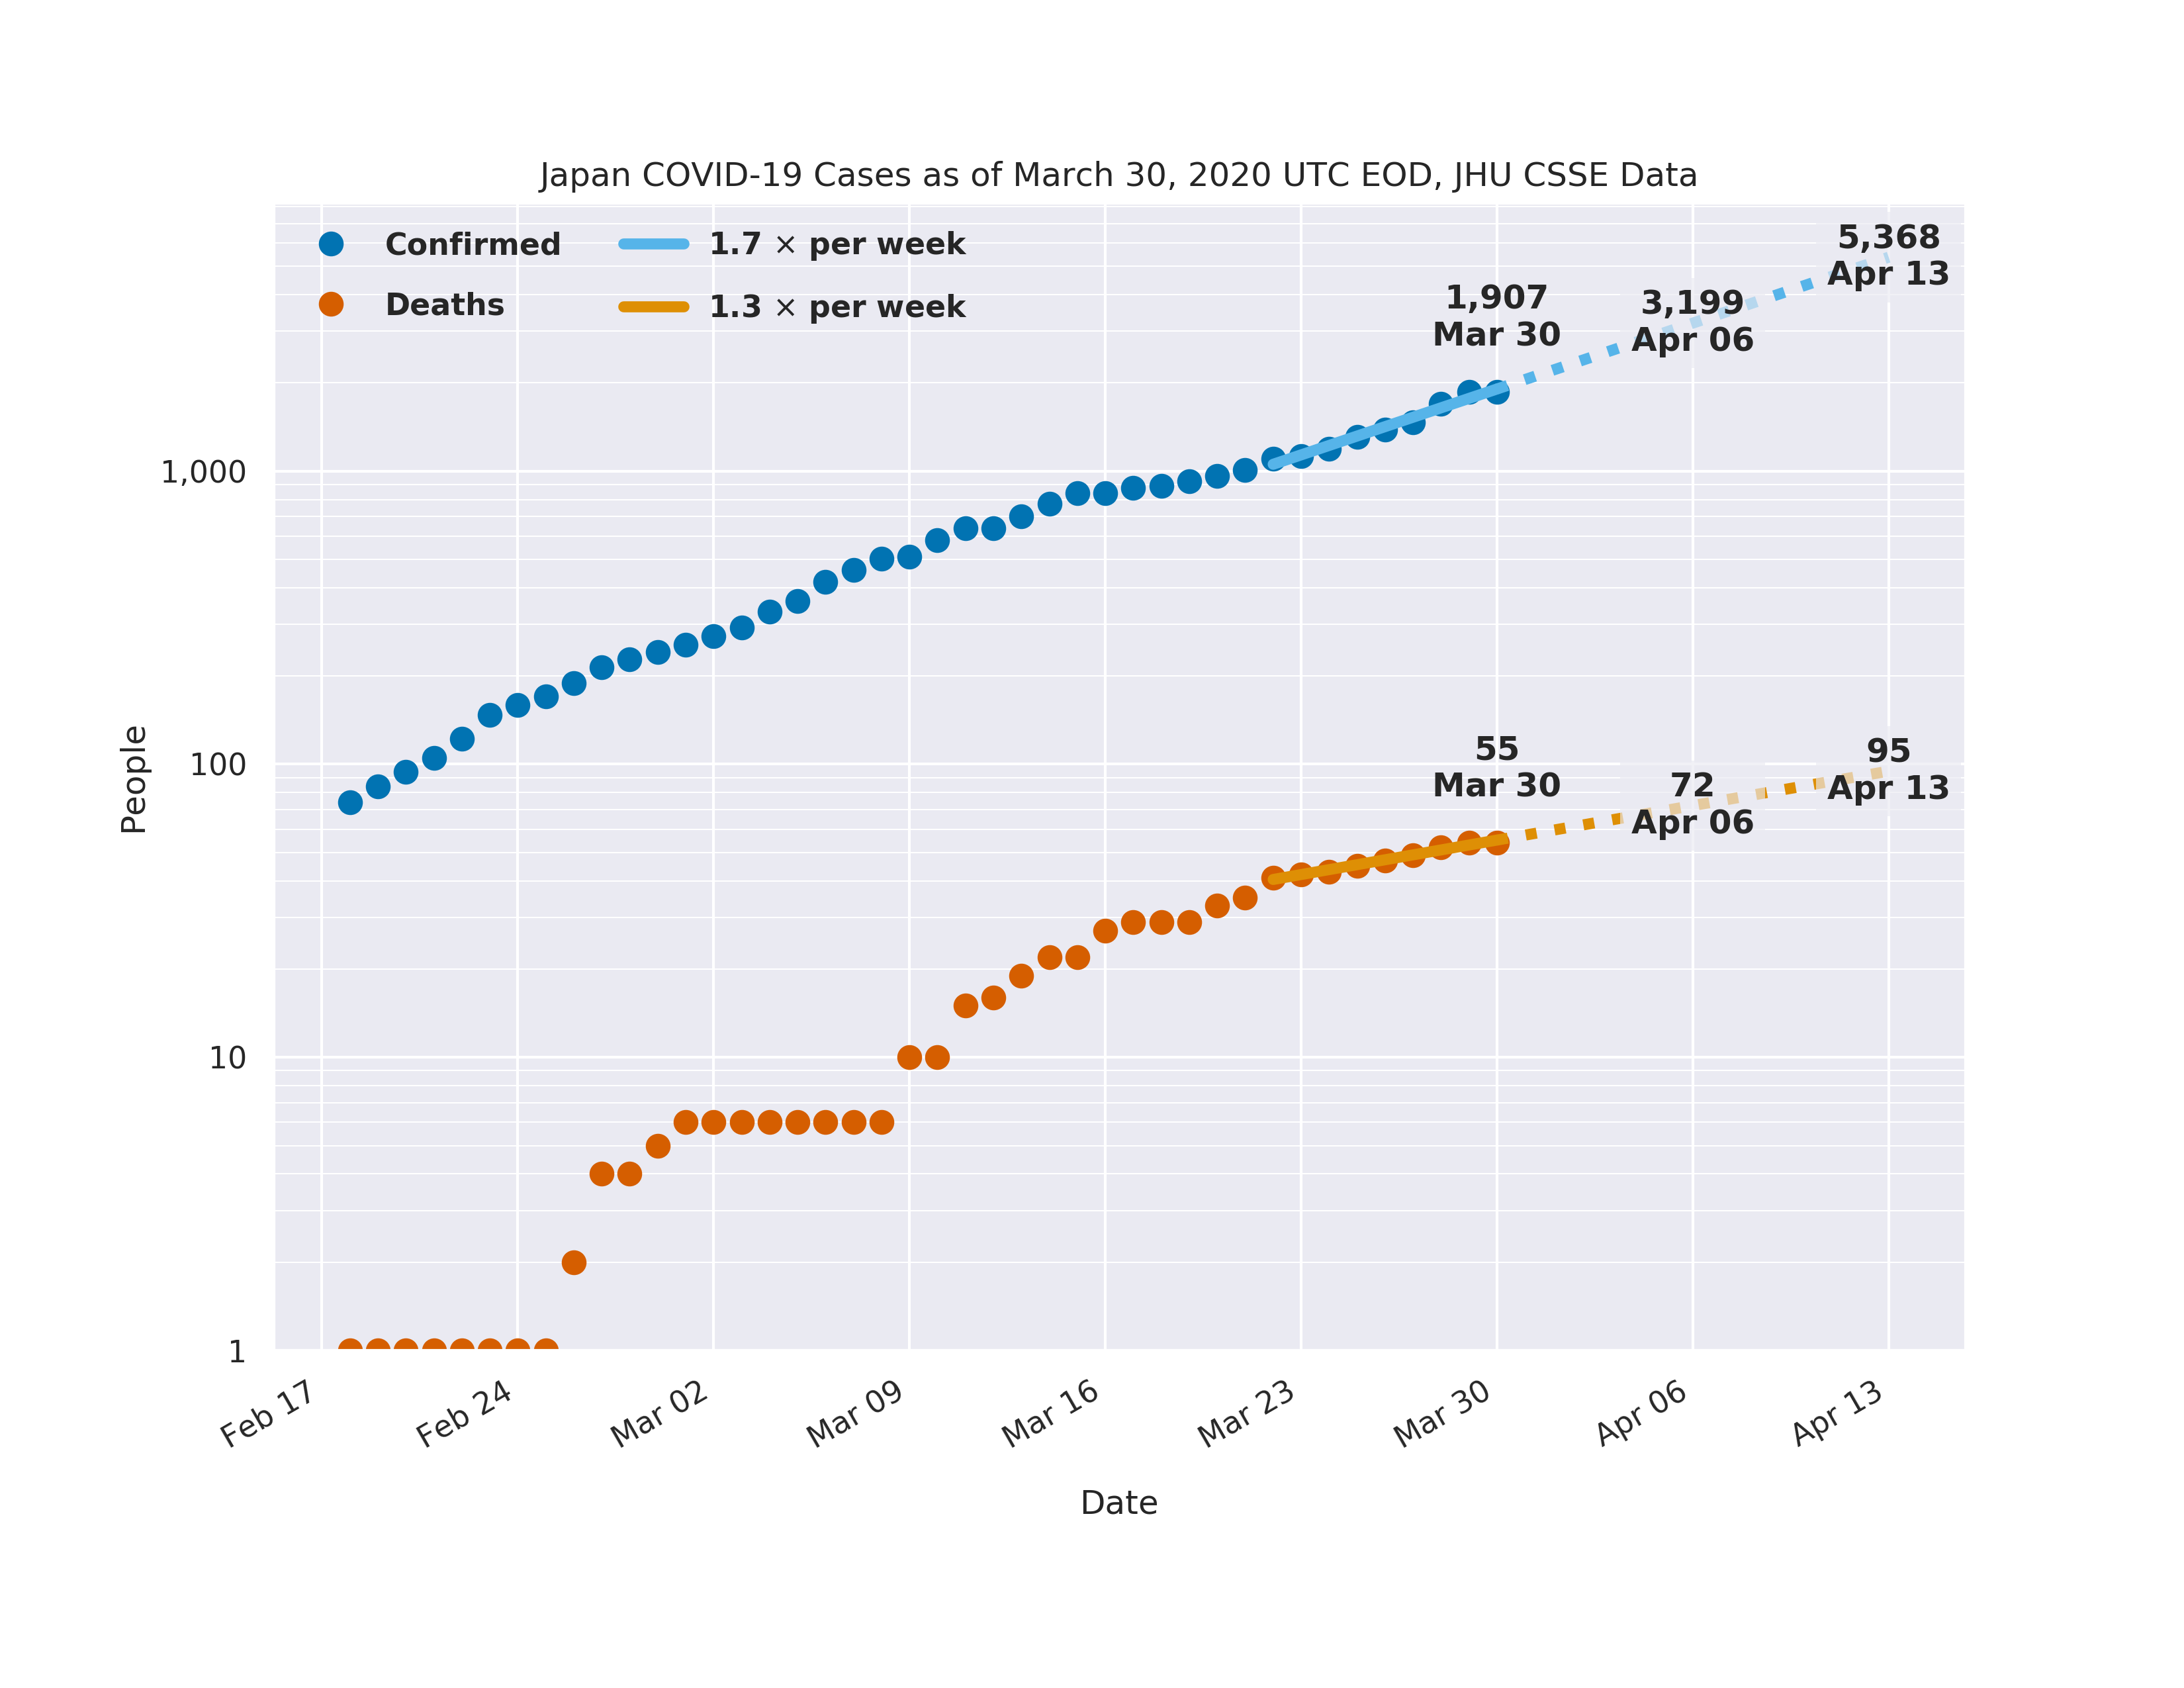 Japan COVID-19 Cases as of March 30, 2020 UTC EOD, JHU CSSE Data
Confirmed
Deaths
1.7 × per week
1.3 × per week
1,907
Mar 30
3,199
Apr 06
5,368
Apr 13
55
Mar 30
72
Apr 06
95
Apr 13
People
1,000
100
10
1
Feb 17
Feb 24
Mar 02
Mar 09
Mar 16
Mar 23
Mar 30
Apr 06
Apr 13
Date